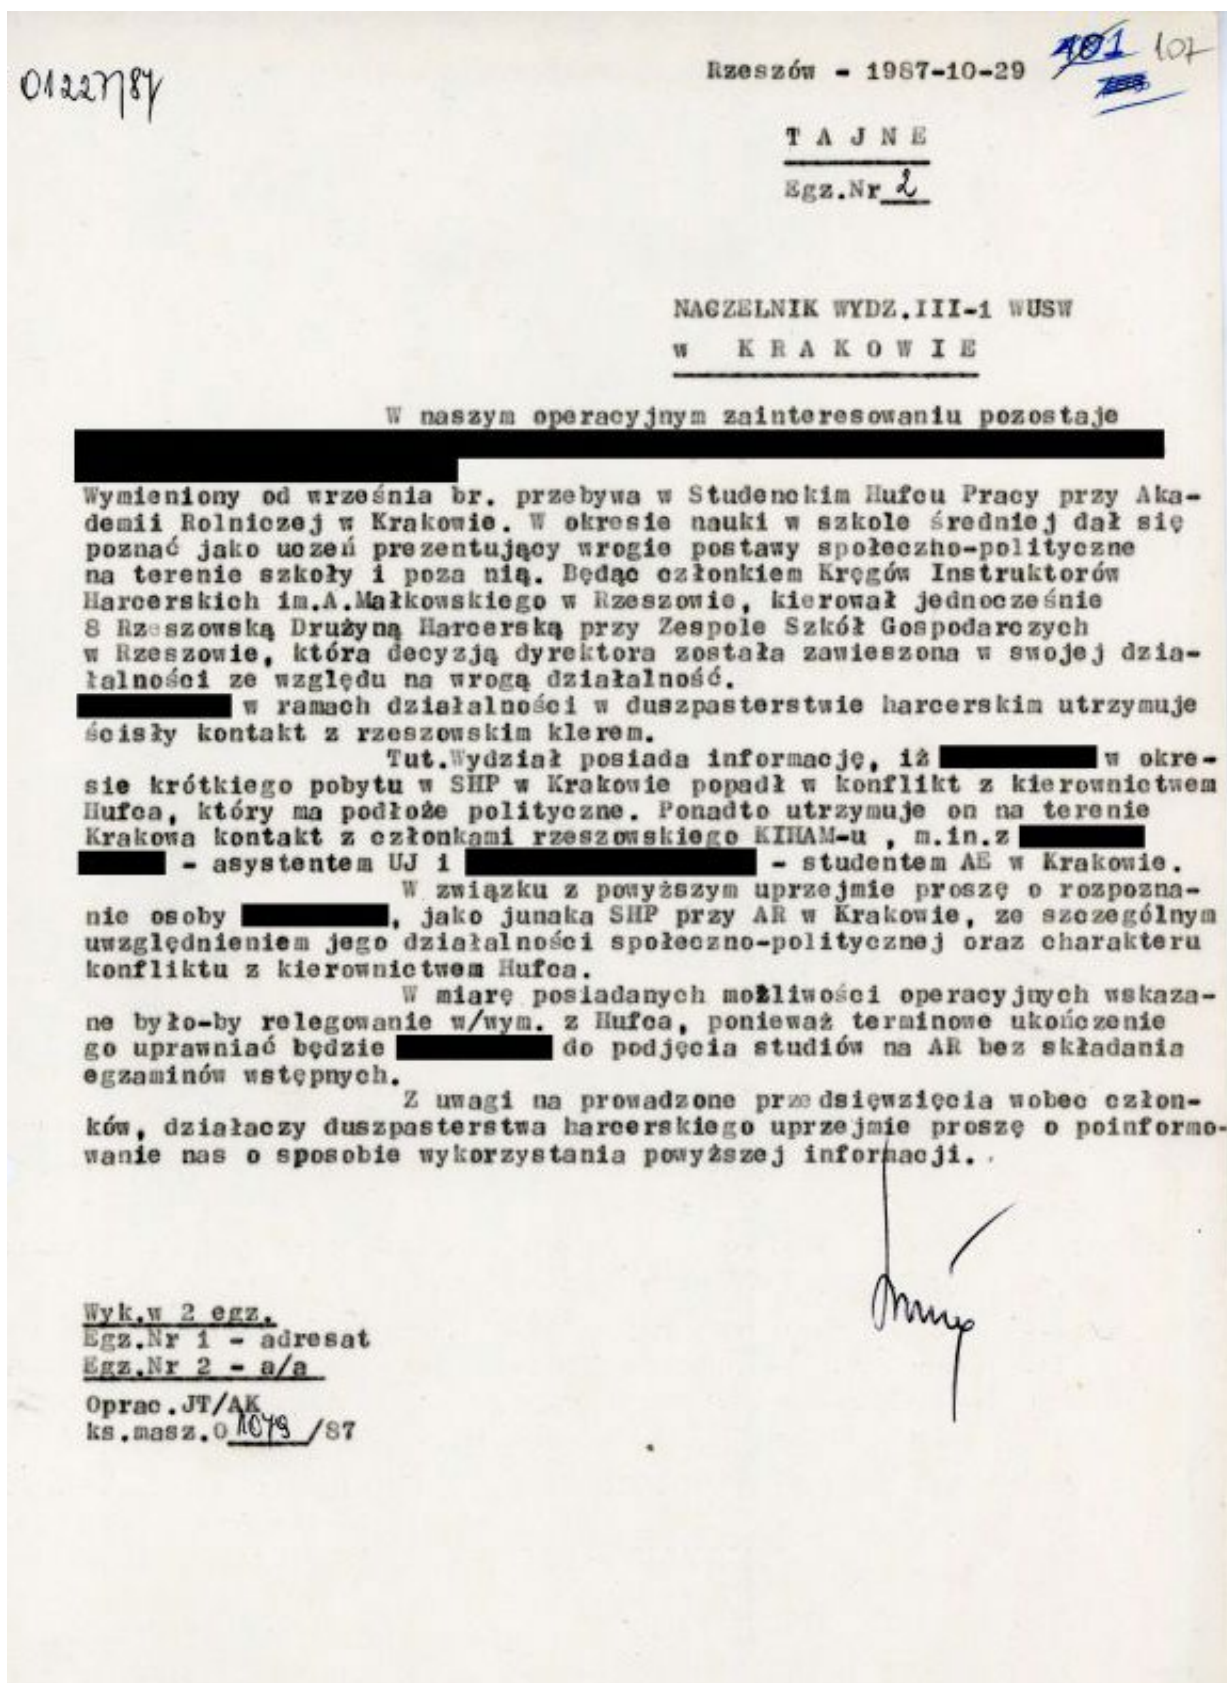 01227/87
Rzeszów - 1987-10-29 101 107
T A J N E
Egz.Nr 2
NACZELNIK WYDZ.III-1 WUSW
w K R A K O W I E
W naszym operacyjnym zainteresowaniu pozostaje
Wymieniony od września br. przebywa w Studenckim Hufcu Pracy przy Aka-
demii Rolniczej w Krakowie. W okresie nauki w szkole średniej dał się
poznać jako uczeń prezentujący wrogie postawy społeczno-polityczne
na terenie szkoły i poza nią. Będąc członkiem Kręgów Instruktorów
Harcerskich im.A.Małkowskiego w Rzeszowie, kierował jednocześnie
8 Rzeszowską Drużyną Harcerską przy Zespole Szkół Gospodarczych
w Rzeszowie, która decyzją dyrektora została zawieszona w swojej dzia-
łalności ze względu na wrogą działalność.
w ramach działalności w duszpasterstwie harcerskim utrzymuje
ścisły kontakt z rzeszowskim klerem.
Tut.Wydział posiada informację, iż w okre-
sie krótkiego pobytu w SHP w Krakowie popadł w konflikt z kierownictwem
Hufca, który ma podłoże polityczne. Ponadto utrzymuje on na terenie
Krakowa kontakt z członkami rzeszowskiego KIHAM-u , m.in.z
- asystentem UJ i - studentem AE w Krakowie.
W związku z powyższym uprzejmie proszę o rozpozna-
nie osoby , jako junaka SHP przy AR w Krakowie, ze szczególnym
uwzględnieniem jego działalności społeczno-politycznej oraz charakteru
konfliktu z kierownictwem Hufca.
W miarę posiadanych możliwości operacyjnych wskaza-
ne było-by relegowanie w/wym. z Hufca, ponieważ terminowe ukończenie
go uprawniać będzie do podjęcia studiów na AR bez składania
egzaminów wstępnych.
Z uwagi na prowadzone przedsięwzięcia wobec człon-
ków, działaczy duszpasterstwa harcerskiego uprzejmie proszę o poinformo-
wanie nas o sposobie wykorzystania powyższej informacji.
Wyk.w 2 egz.
Egz.Nr 1 - adresat
Egz.Nr 2 - a/a
Oprac.JT/AK
ks.masz.0 1079 /87